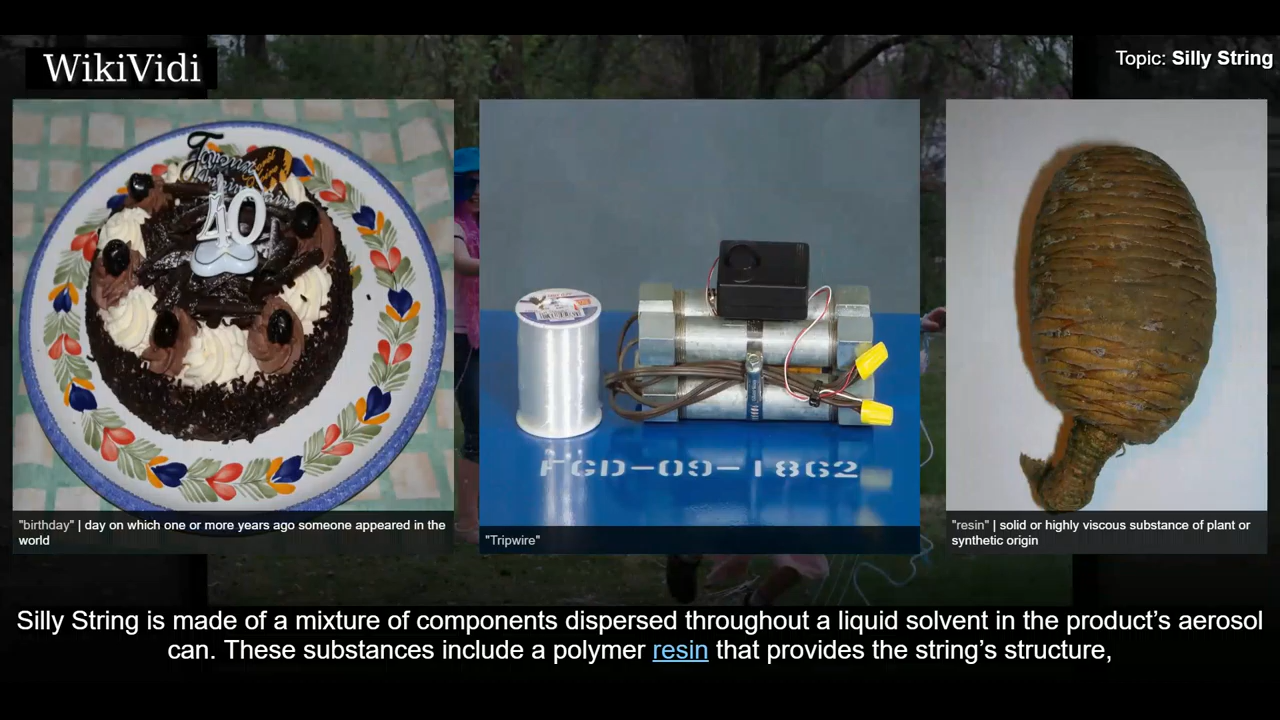 WikiVidi
Topic: Silly String
40
FGD-09-1862
"birthday" | day on which one or more years ago someone appeared in the
world
"Tripwire"
"resin" | solid or highly viscous substance of plant or
synthetic origin
Silly String is made of a mixture of components dispersed throughout a liquid solvent in the product’s aerosol
can. These substances include a polymer resin that provides the string’s structure,